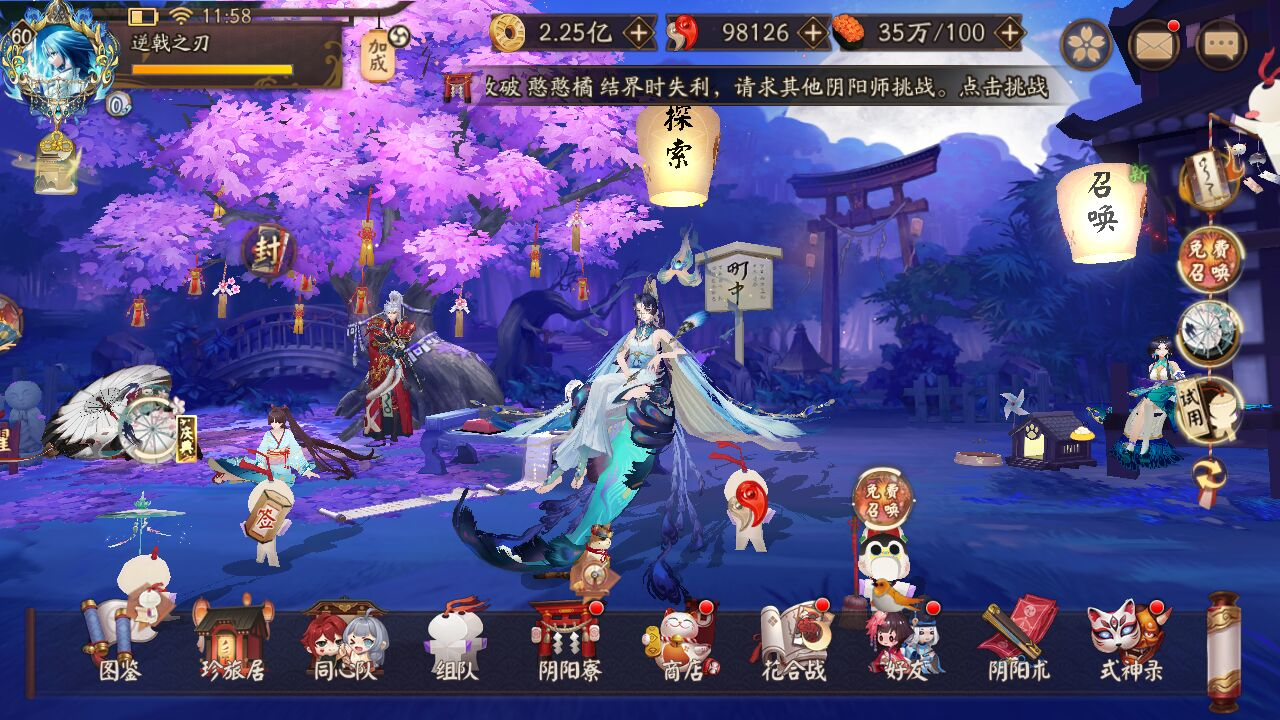 11:58
60
逆戟之刃
加成
2.25亿
98126
35万/100
攻破 憨憨橘 结界时失利，请求其他阴阳师挑战。点击挑战
0
探索
召唤
新
封
町中
免费召唤
试用
庆典
签
免费召唤
图鉴
珍旅居
同心队
组队
阴阳寮
商店
花合战
好友
阴阳术
式神录